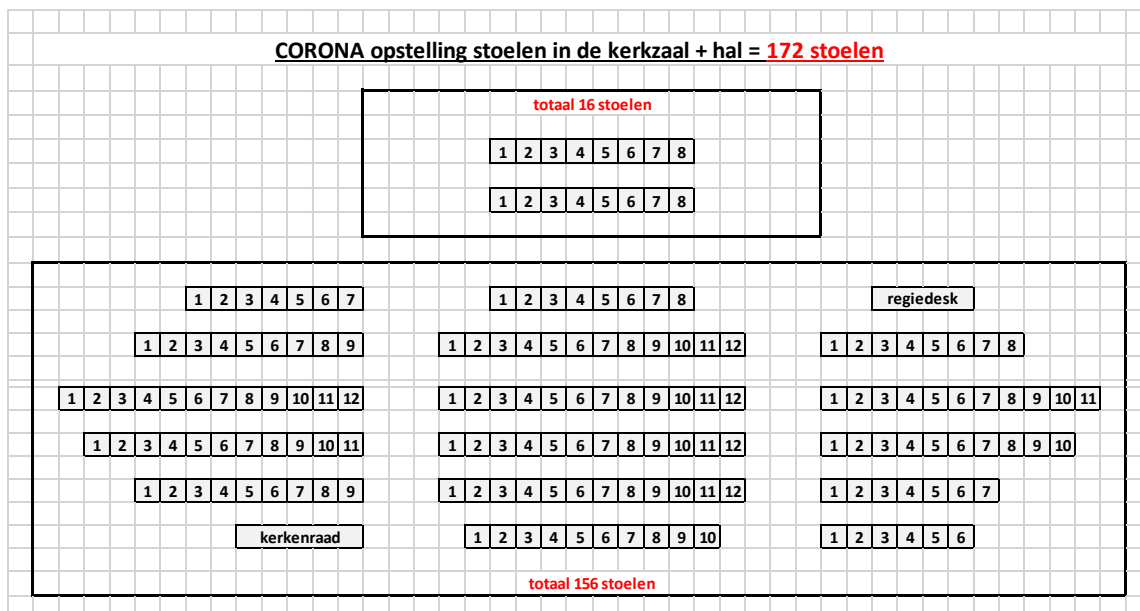 CORONA opstelling stoelen in de kerkzaal + hal = 172 stoelen
totaal 16 stoelen
1 2 3 4 5 6 7 8
1 2 3 4 5 6 7 8
1 2 3 4 5 6 7 1 2 3 4 5 6 7 8 regiedesk
1 2 3 4 5 6 7 8 9 1 2 3 4 5 6 7 8 9 10 11 12 1 2 3 4 5 6 7 8
1 2 3 4 5 6 7 8 9 10 11 12 1 2 3 4 5 6 7 8 9 10 11 12 1 2 3 4 5 6 7 8 9 10 11
1 2 3 4 5 6 7 8 9 10 11 1 2 3 4 5 6 7 8 9 10 11 12 1 2 3 4 5 6 7 8 9 10
1 2 3 4 5 6 7 8 9 1 2 3 4 5 6 7 8 9 10 11 12 1 2 3 4 5 6 7
kerkenraad 1 2 3 4 5 6 7 8 9 10 1 2 3 4 5 6
totaal 156 stoelen